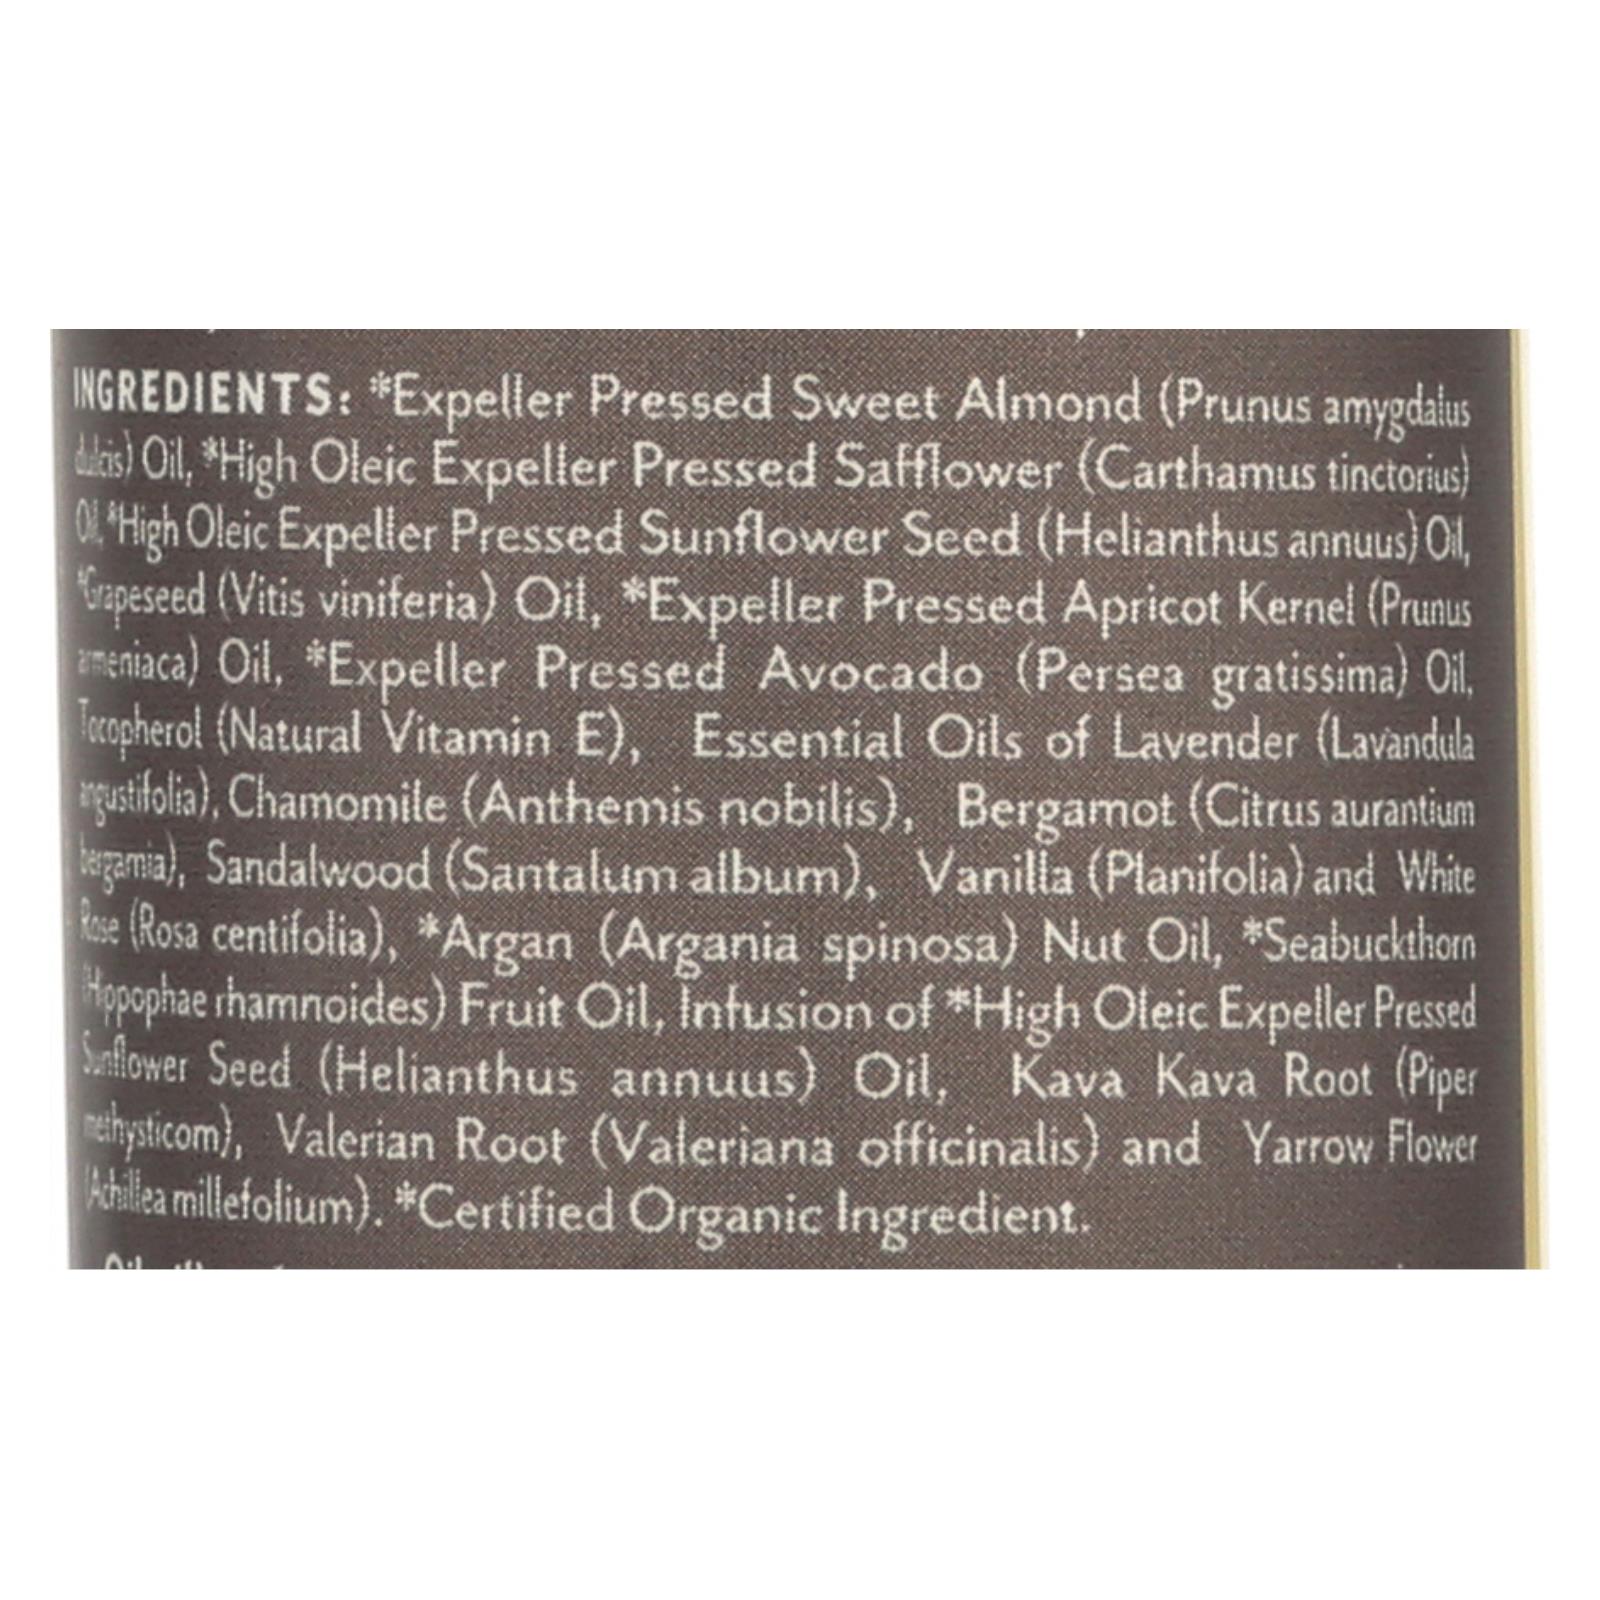 INGREDIENTS: *Expeller Pressed Sweet Almond (Prunus amygdalus
dulcis) Oil, *High Oleic Expeller Pressed Safflower (Carthamus tinctorius)
Oil, *High Oleic Expeller Pressed Sunflower Seed (Helianthus annuus) Oil,
*Grapeseed (Vitis viniferia) Oil, *Expeller Pressed Apricot Kernel (Prunus
armeniaca) Oil, *Expeller Pressed Avocado (Persea gratissima) Oil,
Tocopherol (Natural Vitamin E), Essential Oils of Lavender (Lavandula
angustifolia), Chamomile (Anthemis nobilis), Bergamot (Citrus aurantium
bergamia), Sandalwood (Santalum album), Vanilla (Planifolia) and White
Rose (Rosa centifolia), *Argan (Argania spinosa) Nut Oil, *Seabuckthorn
(Hippophae rhamnoides) Fruit Oil, Infusion of *High Oleic Expeller Pressed
Sunflower Seed (Helianthus annuus) Oil, Kava Kava Root (Piper
methysticom), Valerian Root (Valeriana officinalis) and Yarrow Flower
(Achillea millefolium). *Certified Organic Ingredient.